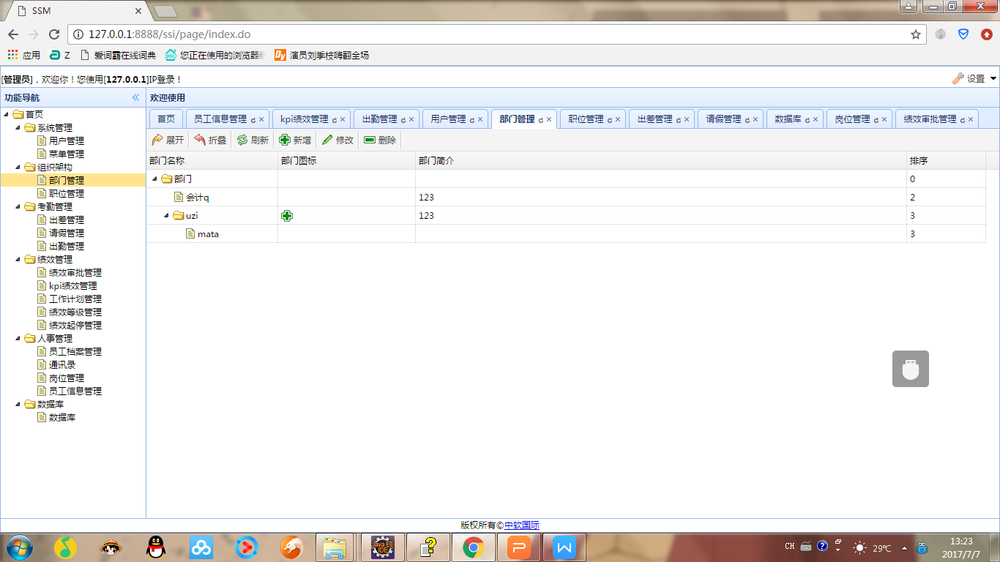 SSM
127.0.0.1:8888/ssi/page/index.do
应用 Z 爱词霸在线词典 您正在使用的浏览器 演员刘季枝嗨翻全场
[管理员]，欢迎你！您使用[127.0.0.1]IP登录！ 设置
功能导航 欢迎使用
首页 员工信息管理 kpi绩效管理 出勤管理 用户管理 部门管理 职位管理 出差管理 请假管理 数据库 岗位管理 绩效审批管理
展开 折叠 刷新 新增 修改 删除
部门名称 部门图标 部门简介 排序
部门 0
会计q 123 2
uzi 123 3
mata 3
首页
系统管理
用户管理
菜单管理
组织架构
部门管理
职位管理
考勤管理
出差管理
请假管理
出勤管理
绩效管理
绩效审批管理
kpi绩效管理
工作计划管理
绩效等级管理
绩效起停管理
人事管理
员工档案管理
通讯录
岗位管理
员工信息管理
数据库
数据库
版权所有©中软国际
Java EE IDE
CH 29℃ 13:23
2017/7/7